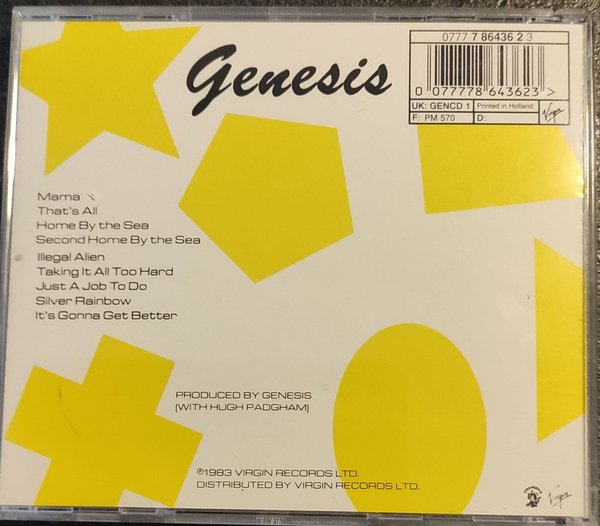 Genesis
0777 7 86436 2 3
0 077778 643623 >
UK: GENCD 1
Printed in Holland
F: PM 570
D:
Virgin
Mama
That's All
Home By the Sea
Second Home By the Sea
Illegal Alien
Taking It All Too Hard
Just A Job To Do
Silver Rainbow
It's Gonna Get Better
PRODUCED BY GENESIS
[WITH HUGH PADGHAM]
℗1983 VIRGIN RECORDS LTD.
DISTRIBUTED BY VIRGIN RECORDS LTD.
Virgin